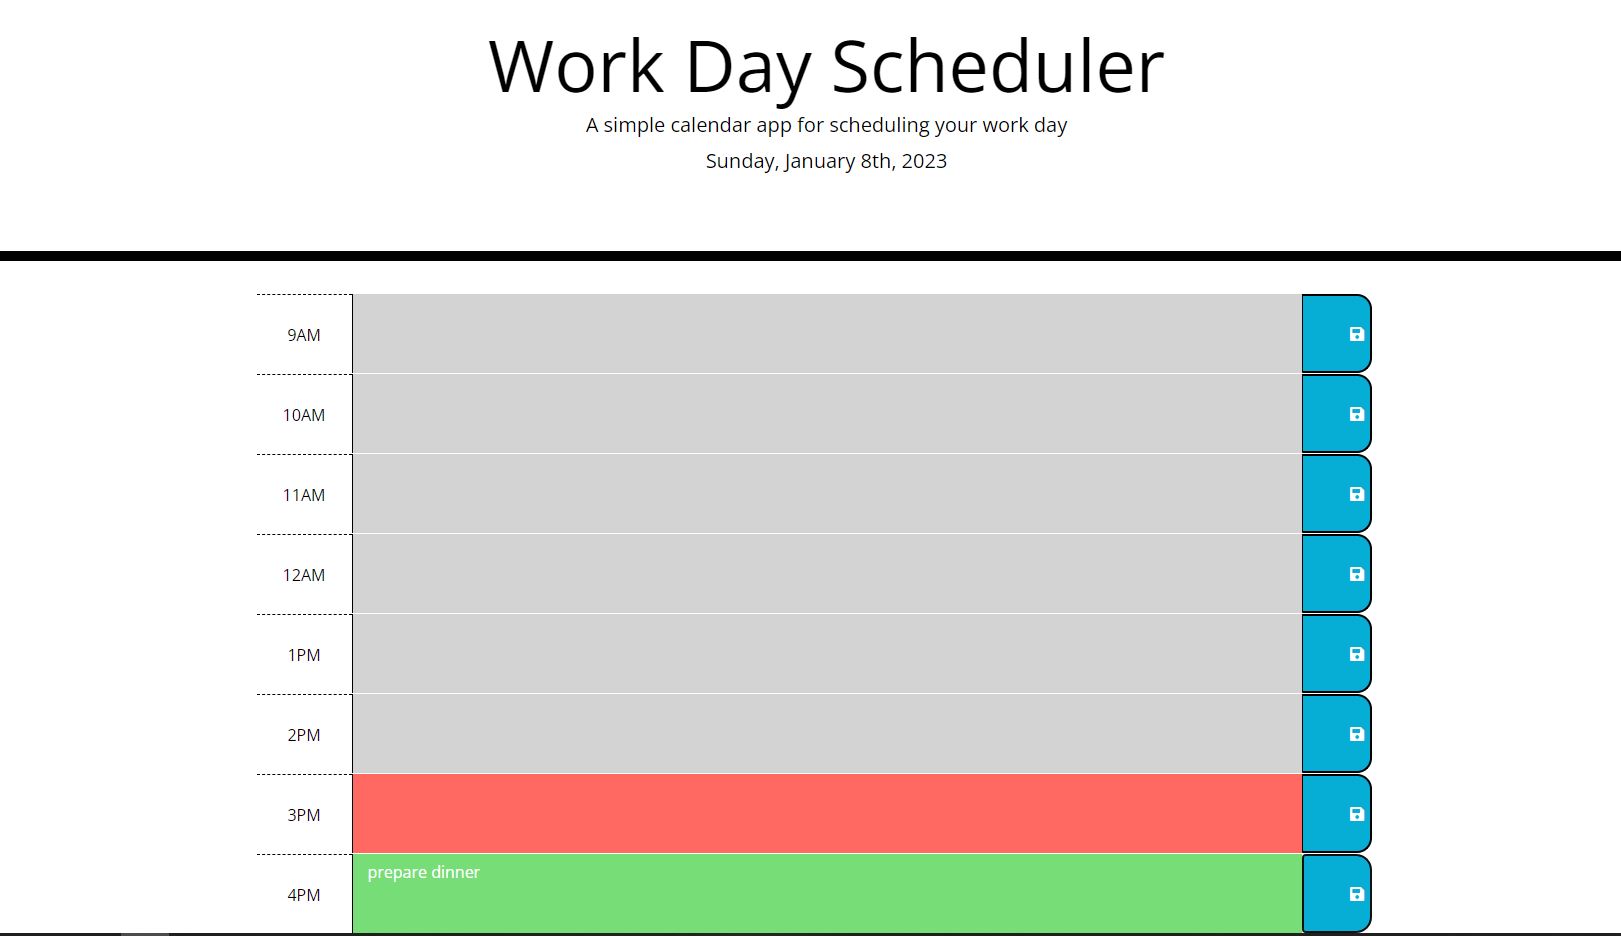 Work Day Scheduler
A simple calendar app for scheduling your work day
Sunday, January 8th, 2023
9AM
10AM
11AM
12AM
1PM
2PM
3PM
prepare dinner
4PM